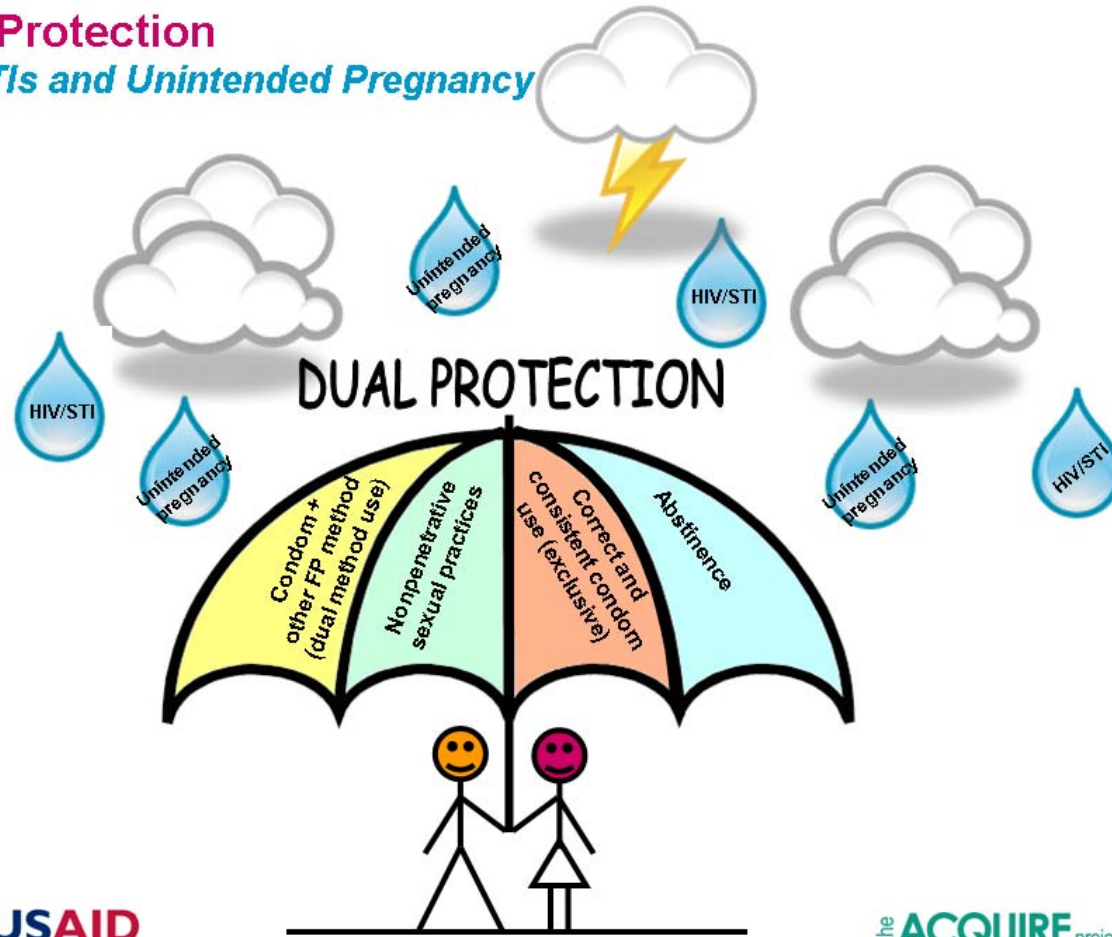 Protection
TIs and Unintended Pregnancy
Unintended
pregnancy
HIV/STI
HIV/STI
Unintended
pregnancy
Unintended
pregnancy
HIV/STI
DUAL PROTECTION
Condom +
other FP method
(dual method use)
Nonpenetrative
sexual practices
Correct and
consistent condom
use (exclusive)
Abstinence
USAID
the ACQUIRE project